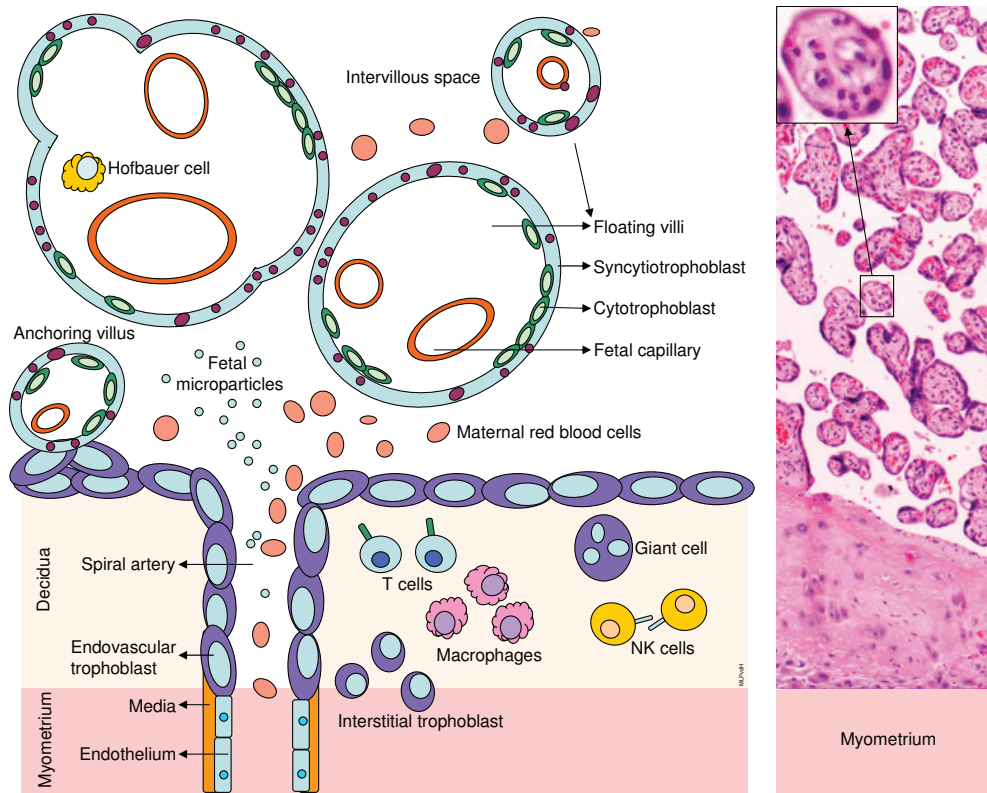 Intervillous space
Hofbauer cell
Floating villi
Syncytiotrophoblast
Cytotrophoblast
Fetal capillary
Anchoring villus
Fetal
microparticles
Maternal red blood cells
Decidua
Spiral artery
T cells
Giant cell
Macrophages
NK cells
Endovascular
trophoblast
MLPvdH
Myometrium
Media
Interstitial trophoblast
Endothelium
Myometrium